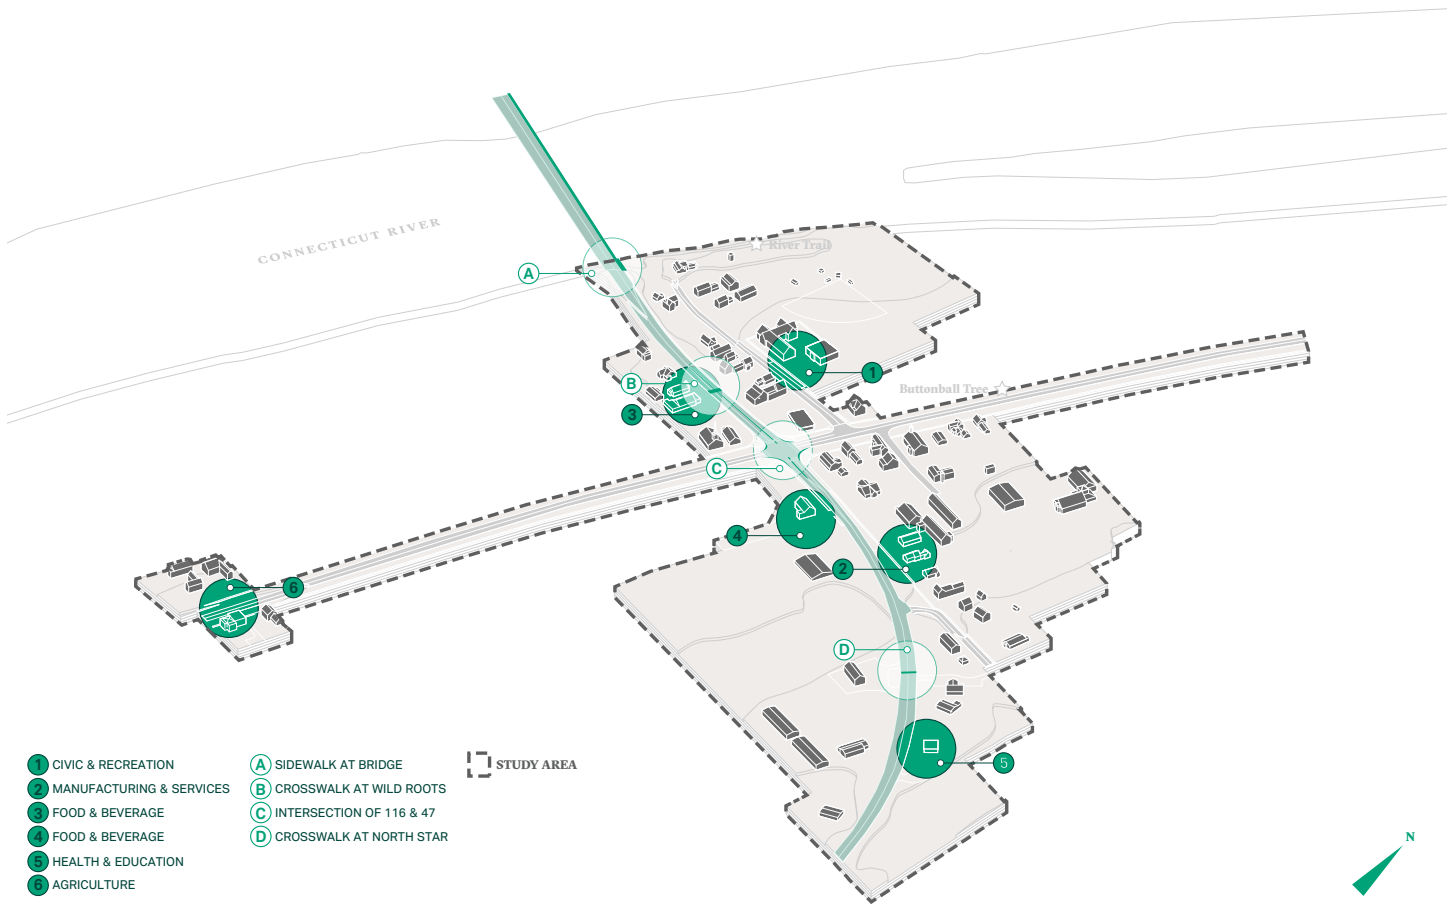 CONNECTICUT RIVER
River Trail
A
1
B
Buttonball Tree
3
C
4
2
6
D
5
1 CIVIC & RECREATION
2 MANUFACTURING & SERVICES
3 FOOD & BEVERAGE
4 FOOD & BEVERAGE
5 HEALTH & EDUCATION
6 AGRICULTURE
A SIDEWALK AT BRIDGE
B CROSSWALK AT WILD ROOTS
C INTERSECTION OF 116 & 47
D CROSSWALK AT NORTH STAR
STUDY AREA
N